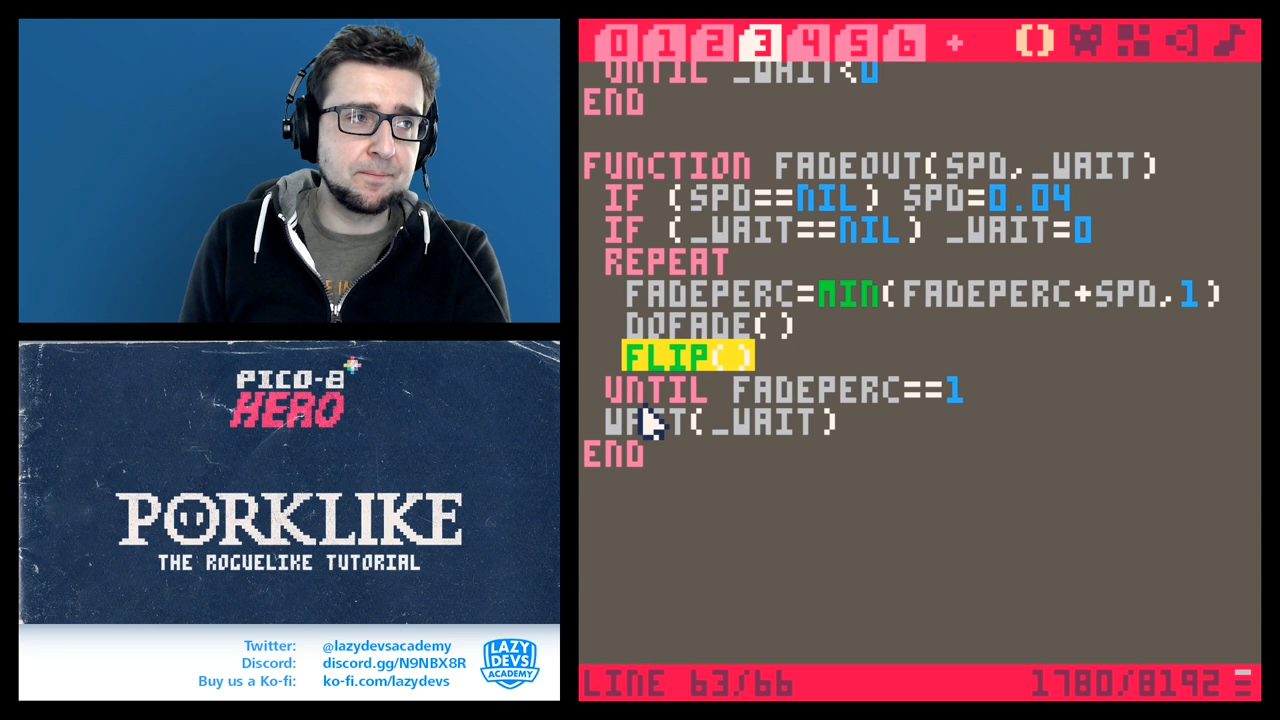 0 1 2 3 4 5 6 +
UNTIL _WAIT<0
END
FUNCTION FADEOUT(SPD,_WAIT)
IF (SPD==NIL) SPD=0.04
IF (_WAIT==NIL) _WAIT=0
REPEAT
FADEPERC=MIN(FADEPERC+SPD,1)
DOFADE()
FLIP()
UNTIL FADEPERC==1
WAIT(_WAIT)
END
LINE 63/66
1780/8192
PICO-8
HERO
PORKLIKE
THE ROGUELIKE TUTORIAL
Twitter: @lazydevsacademy
Discord: discord.gg/N9NBX8R
Buy us a Ko-fi: ko-fi.com/lazydevs
LAZY
DEVS
ACADEMY